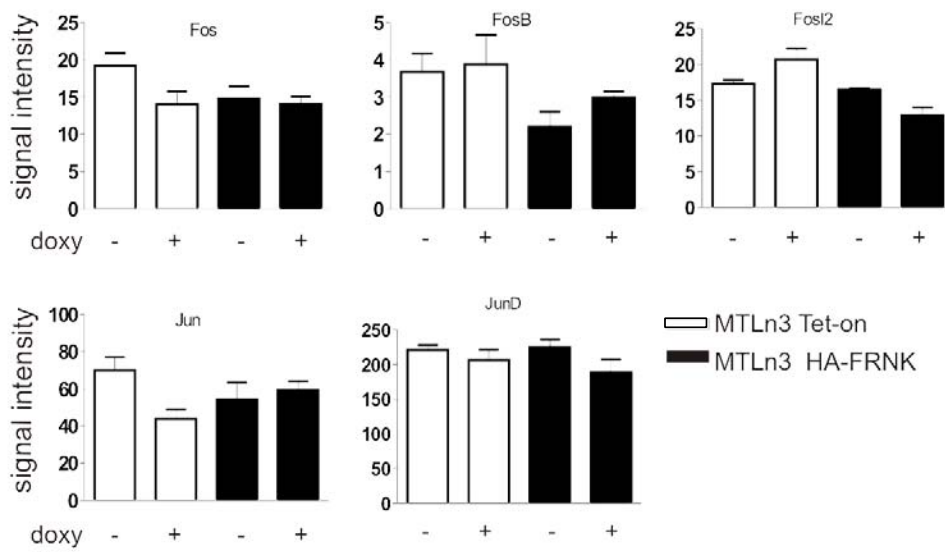 Fos
signal intensity
25
20
15
10
5
0
doxy - + - +
FosB
5
4
3
2
1
0
- + - +
Fosl2
25
20
15
10
5
0
- + - +
Jun
signal intensity
100
80
60
40
20
0
doxy - + - +
JunD
250
200
150
100
50
0
- + - +
MTLn3 Tet-on
MTLn3 HA-FRNK